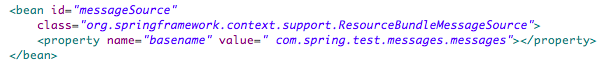 <bean id="messageSource"
class="org.springframework.context.support.ResourceBundleMessageSource">
<property name="basename" value=" com.spring.test.messages.messages"></property>
</bean>